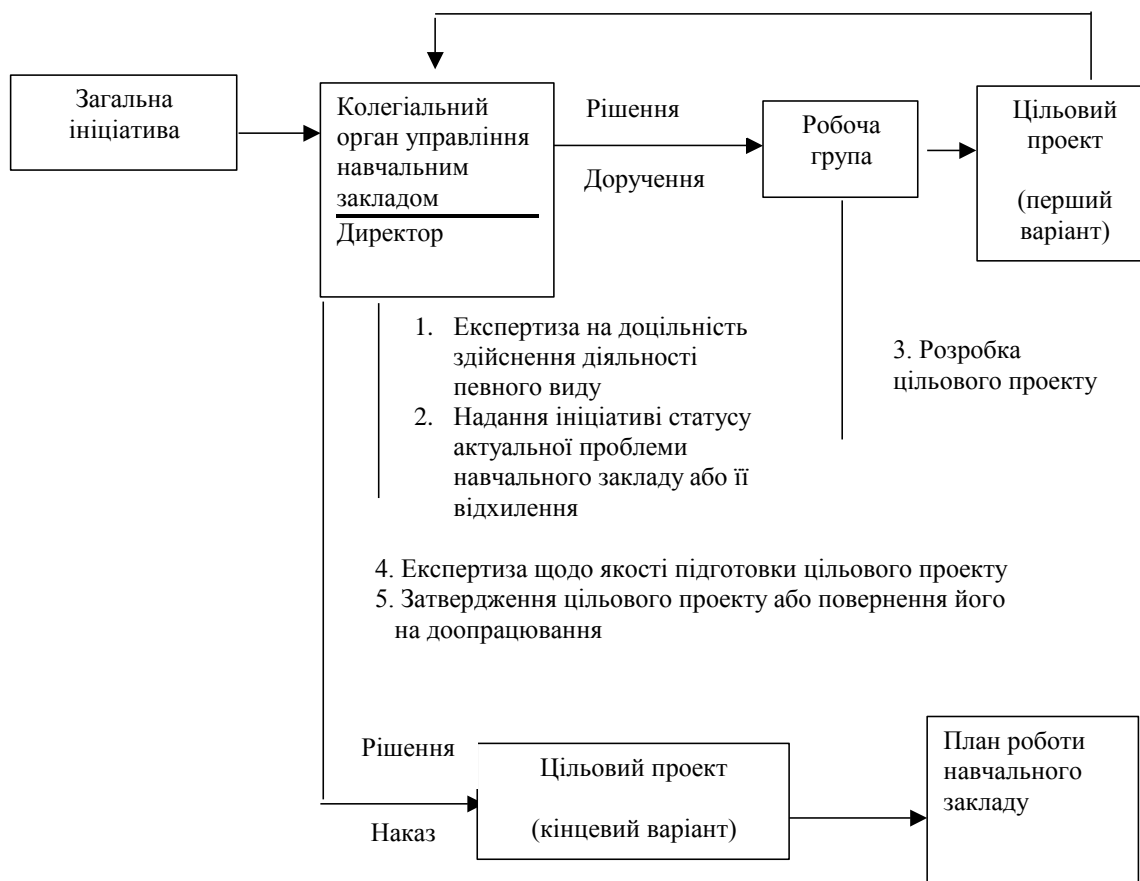 Загальна
ініціатива
Колегіальний
орган управління
навчальним
закладом
Директор
Рішення
Доручення
Робоча
група
Цільовий
проект
(перший
варіант)
1. Експертиза на доцільність
здійснення діяльності
певного виду
2. Надання ініціативі статусу
актуальної проблеми
навчального закладу або її
відхилення
3. Розробка
цільового проекту
4. Експертиза щодо якості підготовки цільового проекту
5. Затвердження цільового проекту або повернення його
на доопрацювання
Рішення
Наказ
Цільовий проект
(кінцевий варіант)
План роботи
навчального
закладу